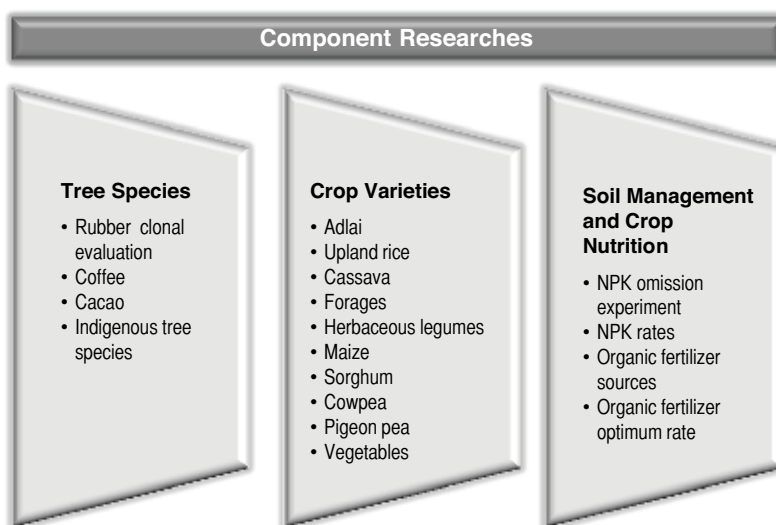 Component Researches
Tree Species
• Rubber clonal
evaluation
• Coffee
• Cacao
• Indigenous tree
species
Crop Varieties
• Adlai
• Upland rice
• Cassava
• Forages
• Herbaceous legumes
• Maize
• Sorghum
• Cowpea
• Pigeon pea
• Vegetables
Soil Management
and Crop
Nutrition
• NPK omission
experiment
• NPK rates
• Organic fertilizer
sources
• Organic fertilizer
optimum rate